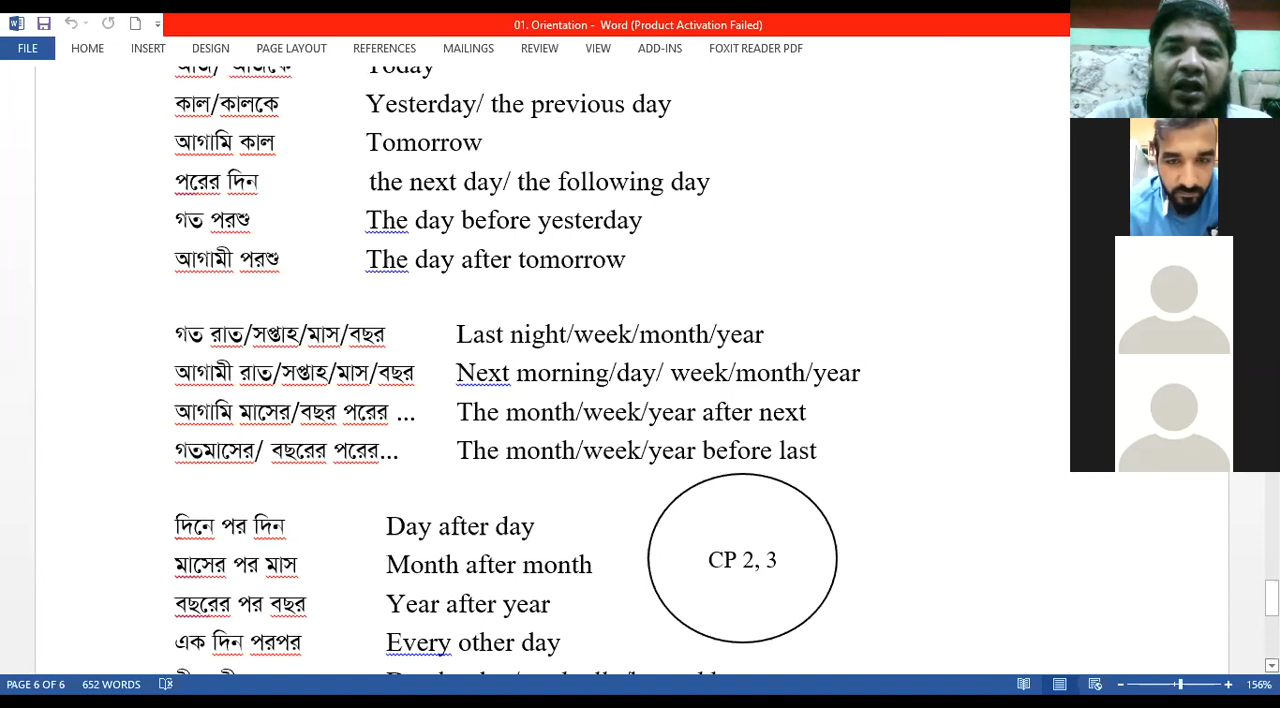 01. Orientation - Word (Product Activation Failed)
FILE HOME INSERT DESIGN PAGE LAYOUT REFERENCES MAILINGS REVIEW VIEW ADD-INS FOXIT READER PDF
আজ/ আজকে Today
কাল/কালকে Yesterday/ the previous day
আগামি কাল Tomorrow
পরের দিন the next day/ the following day
গত পরশু The day before yesterday
আগামী পরশু The day after tomorrow
গত রাত/সপ্তাহ/মাস/বছর Last night/week/month/year
আগামী রাত/সপ্তাহ/মাস/বছর Next morning/day/ week/month/year
আগামি মাসের/বছর পরের ... The month/week/year after next
গতমাসের/ বছরের পরের... The month/week/year before last
দিনে পর দিন Day after day
মাসের পর মাস Month after month
CP 2, 3
বছরের পর বছর Year after year
এক দিন পরপর Every other day
PAGE 6 OF 6 652 WORDS 156%